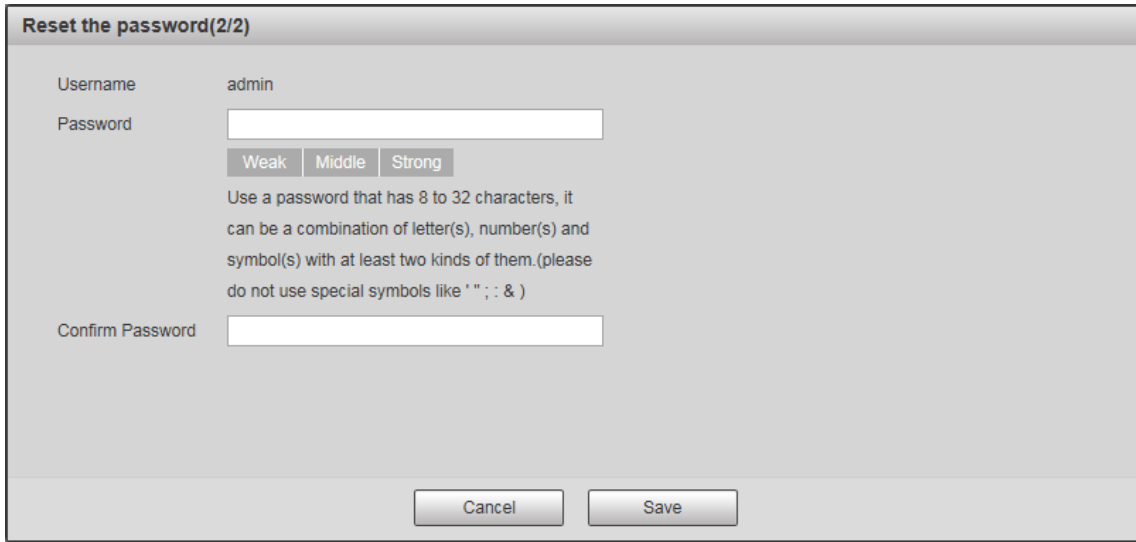 Reset the password(2/2)
Username admin
Password
Weak Middle Strong
Use a password that has 8 to 32 characters, it
can be a combination of letter(s), number(s) and
symbol(s) with at least two kinds of them.(please
do not use special symbols like ' " ; : & )
Confirm Password
Cancel Save